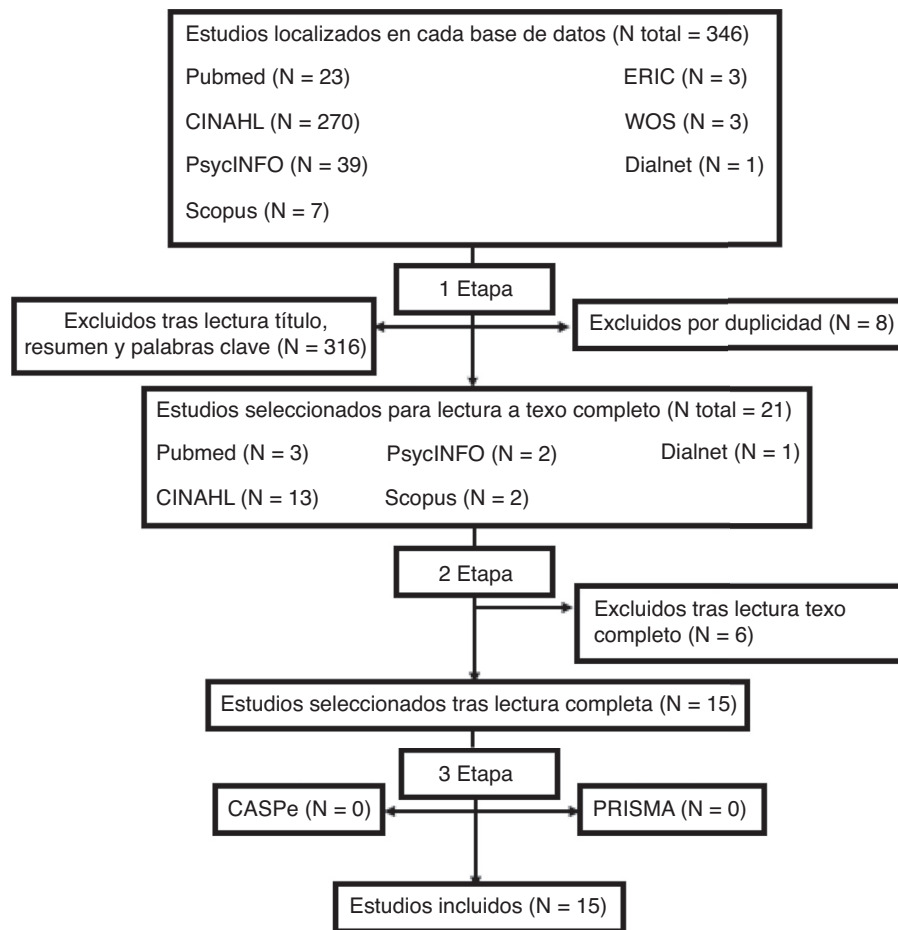 Estudios localizados en cada base de datos (N total = 346)
Pubmed (N = 23)
ERIC (N = 3)
CINAHL (N = 270)
WOS (N = 3)
PsycINFO (N = 39)
Dialnet (N = 1)
Scopus (N = 7)
1 Etapa
Excluidos tras lectura título,
resumen y palabras clave (N = 316)
Excluidos por duplicidad (N = 8)
Estudios seleccionados para lectura a texo completo (N total = 21)
Pubmed (N = 3)
PsycINFO (N = 2)
Dialnet (N = 1)
CINAHL (N = 13)
Scopus (N = 2)
2 Etapa
Excluidos tras lectura texo
completo (N = 6)
Estudios seleccionados tras lectura completa (N = 15)
3 Etapa
CASPe (N = 0)
PRISMA (N = 0)
Estudios incluidos (N = 15)